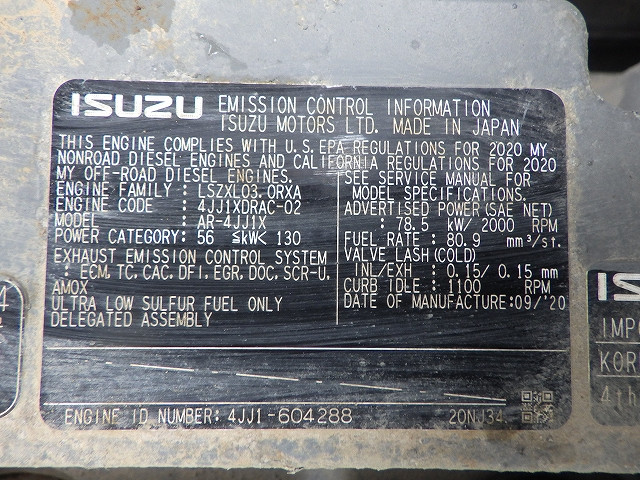 ISUZU EMISSION CONTROL INFORMATION
ISUZU MOTORS LTD. MADE IN JAPAN
THIS ENGINE COMPLIES WITH U.S.EPA REGULATIONS FOR 2020 MY
NONROAD DIESEL ENGINES AND CALIFORNIA REGULATIONS FOR 2020
MY OFF-ROAD DIESEL ENGINES.
ENGINE FAMILY : LSZXL03.0RXA
ENGINE CODE : 4JJ1XDRAC-02
MODEL : AR-4JJ1X
POWER CATEGORY: 56 ≦kW< 130
EXHAUST EMISSION CONTROL SYSTEM
: ECM, TC, CAC, DFI, EGR, DOC, SCR-U,
AMOX
ULTRA LOW SULFUR FUEL ONLY
DELEGATED ASSEMBLY
SEE SERVICE MANUAL FOR
MODEL SPECIFICATIONS.
ADVERTISED POWER (SAE NET)
: 78.5 kW/ 2000 RPM
FUEL RATE : 80.9 mm³/st.
VALVE LASH (COLD)
INL/EXH : 0.15/ 0.15 mm
CURB IDLE : 1100 RPM
DATE OF MANUFACTURE:09/'20
ENGINE ID NUMBER: 4JJ1-604288
20NJ34
IMP
KOR
4th
4